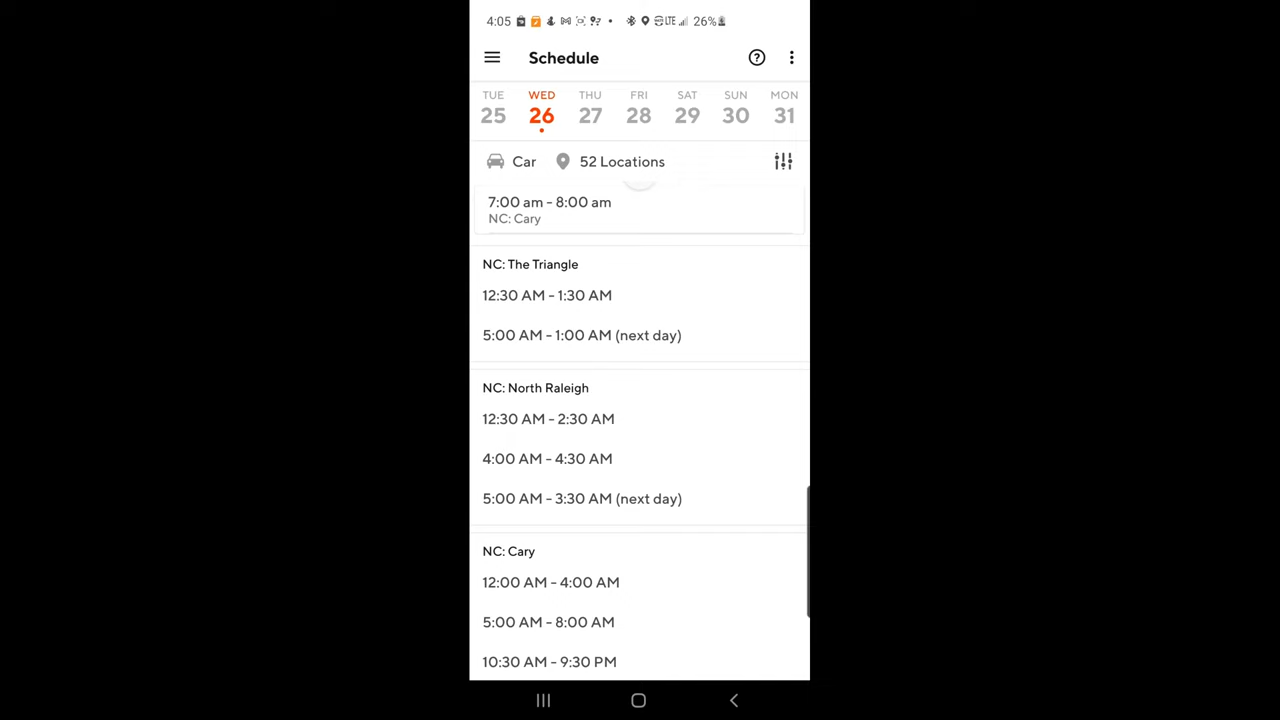 4:05 LTE 26%
Schedule
TUE WED THU FRI SAT SUN MON
25 26 27 28 29 30 31
Car 52 Locations
7:00 am - 8:00 am
NC: Cary
NC: The Triangle
12:30 AM - 1:30 AM
5:00 AM - 1:00 AM (next day)
NC: North Raleigh
12:30 AM - 2:30 AM
4:00 AM - 4:30 AM
5:00 AM - 3:30 AM (next day)
NC: Cary
12:00 AM - 4:00 AM
5:00 AM - 8:00 AM
10:30 AM - 9:30 PM